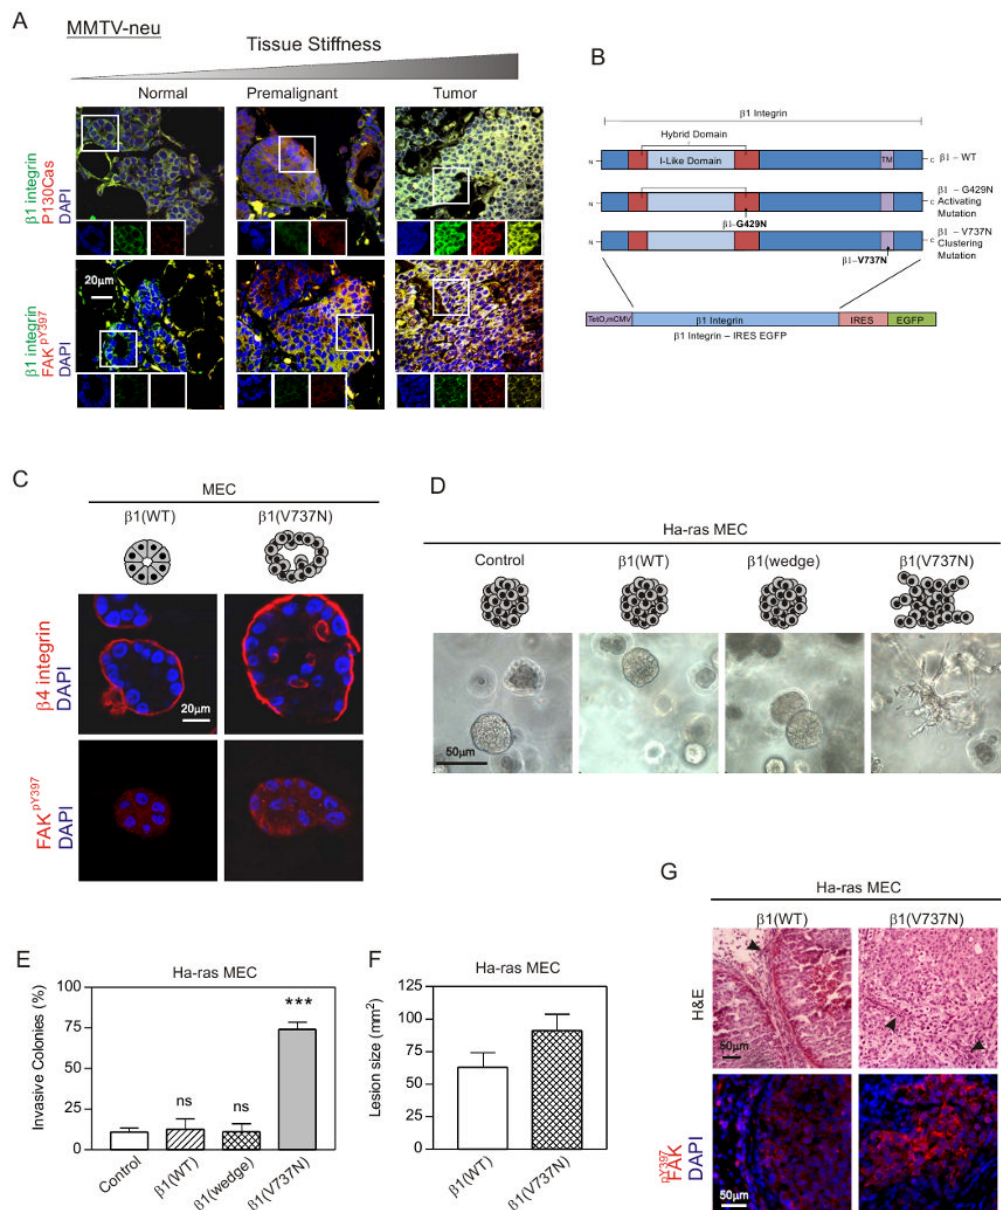 A
MMTV-neu
Tissue Stiffness
Normal
Premalignant
Tumor
β1 integrin
P130Cas
DAPI
20µm
β1 integrin
FAK pY397
DAPI
B
β1 Integrin
Hybrid Domain
N
I-Like Domain
TM
C
β1 – WT
N
C
β1 – G429N
Activating
Mutation
β1–G429N
N
C
β1 – V737N
Clustering
Mutation
β1–V737N
TetO,mCMV
β1 Integrin
IRES
EGFP
β1 Integrin – IRES EGFP
C
MEC
β1(WT)
β1(V737N)
β4 integrin
DAPI
20µm
FAK pY397
DAPI
D
Ha-ras MEC
Control
β1(WT)
β1(wedge)
β1(V737N)
50µm
E
Ha-ras MEC
Invasive Colonies (%)
100
75
50
25
0
ns
ns
***
Control
β1(WT)
β1(wedge)
β1(V737N)
F
Ha-ras MEC
Lesion size (mm²)
125
100
75
50
25
0
β1(WT)
β1(V737N)
G
Ha-ras MEC
β1(WT)
β1(V737N)
H&E
50µm
pY397
FAK
DAPI
50µm